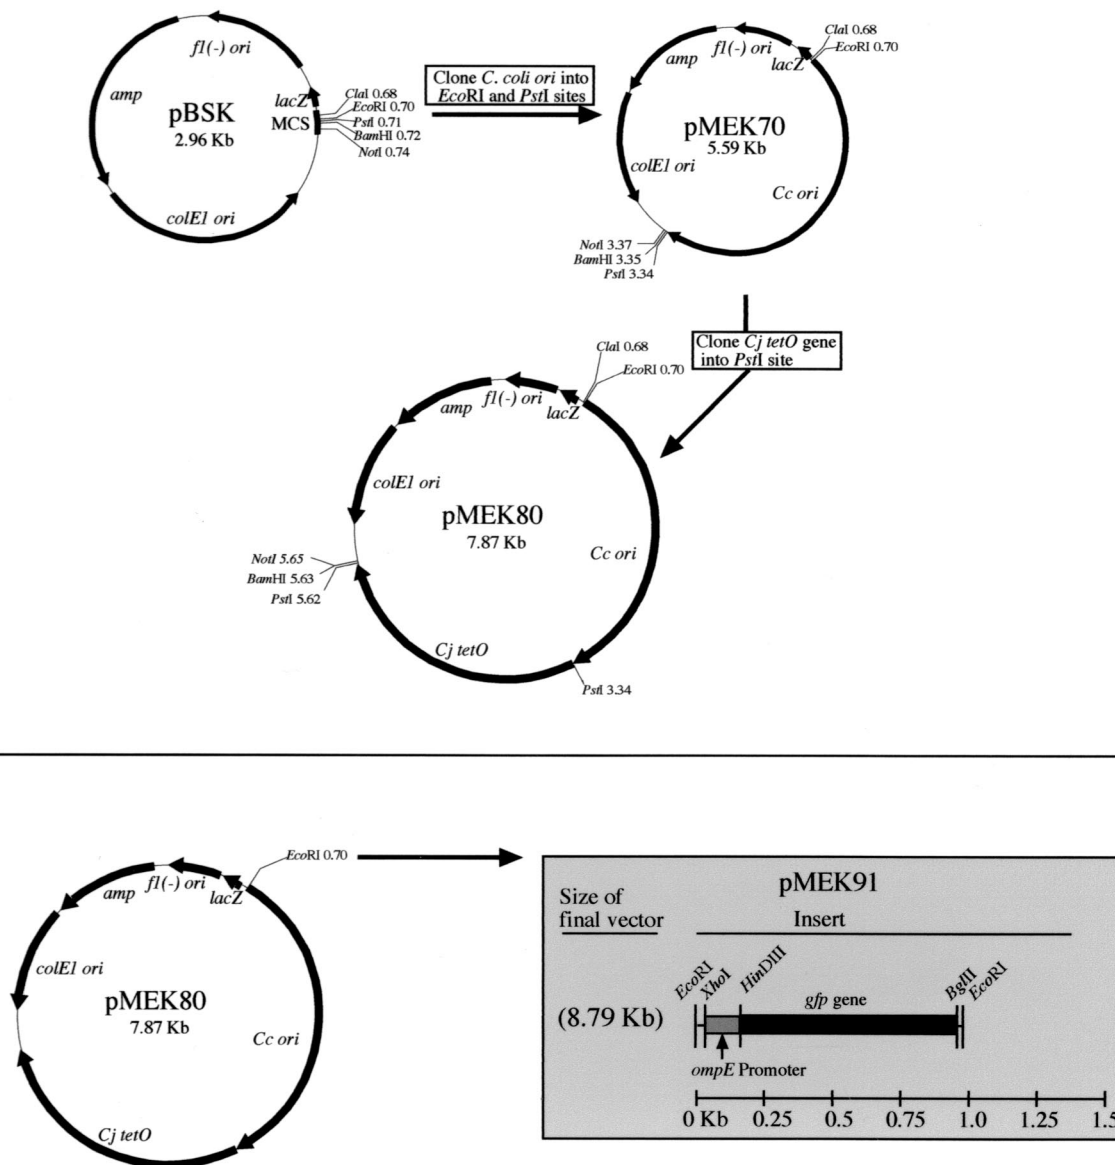 f1(-) ori
amp
lacZ
MCS
pBSK
2.96 Kb
ClaI 0.68
EcoRI 0.70
PstI 0.71
BamHI 0.72
NotI 0.74
colE1 ori
Clone C. coli ori into
EcoRI and PstI sites
ClaI 0.68
EcoRI 0.70
f1(-) ori
amp
lacZ
pMEK70
5.59 Kb
colE1 ori
Cc ori
NotI 3.37
BamHI 3.35
PstI 3.34
Clone Cj tetO gene
into PstI site
ClaI 0.68
EcoRI 0.70
f1(-) ori
amp
lacZ
colE1 ori
pMEK80
7.87 Kb
Cc ori
NotI 5.65
BamHI 5.63
PstI 5.62
Cj tetO
PstI 3.34
EcoRI 0.70
f1(-) ori
amp
lacZ
colE1 ori
pMEK80
7.87 Kb
Cc ori
Cj tetO
pMEK91
Size of
final vector
Insert
EcoRI
XhoI
HinDIII
gfp gene
BglII
EcoRI
(8.79 Kb)
ompE Promoter
0 Kb 0.25 0.5 0.75 1.0 1.25 1.5